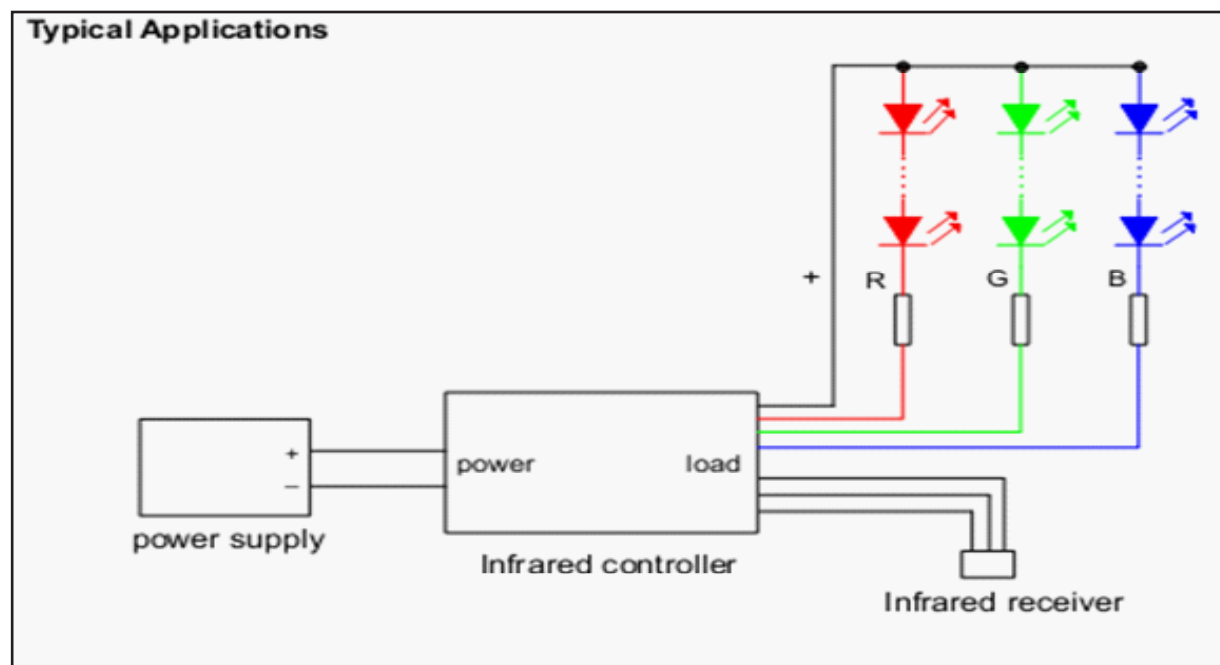 Typical Applications
+
R
G
B
+
–
power
load
power supply
Infrared controller
Infrared receiver